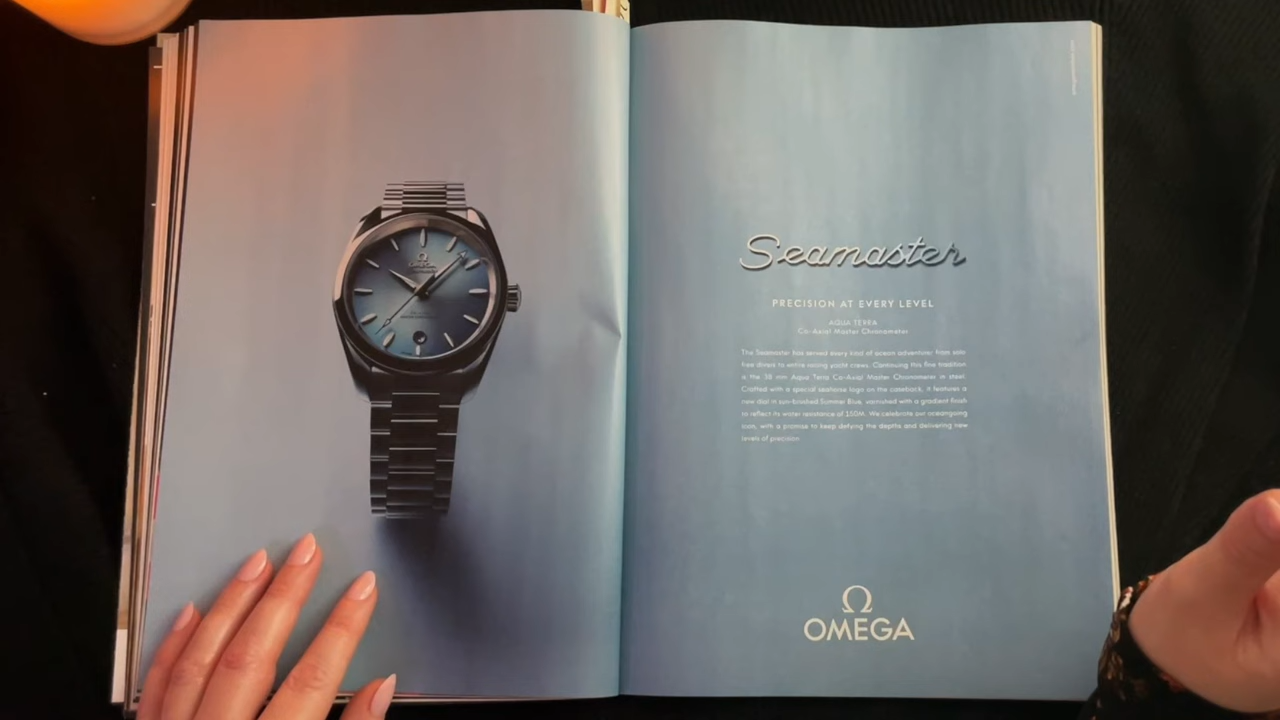 Seamaster
PRECISION AT EVERY LEVEL
AQUA TERRA
Co-Axial Master Chronometer
The Seamaster has served every kind of ocean adventurer from solo
free divers to entire racing yacht crews. Continuing this fine tradition
is the 38 mm Aqua Terra Co-Axial Master Chronometer in steel.
Crafted with a special seahorse logo on the caseback, it features a
new dial in sun-brushed Summer Blue, varnished with a gradient finish
to reflect its water resistance of 150M. We celebrate our oceangoing
icon, with a promise to keep defying the depths and delivering new
levels of precision
Ω
OMEGA